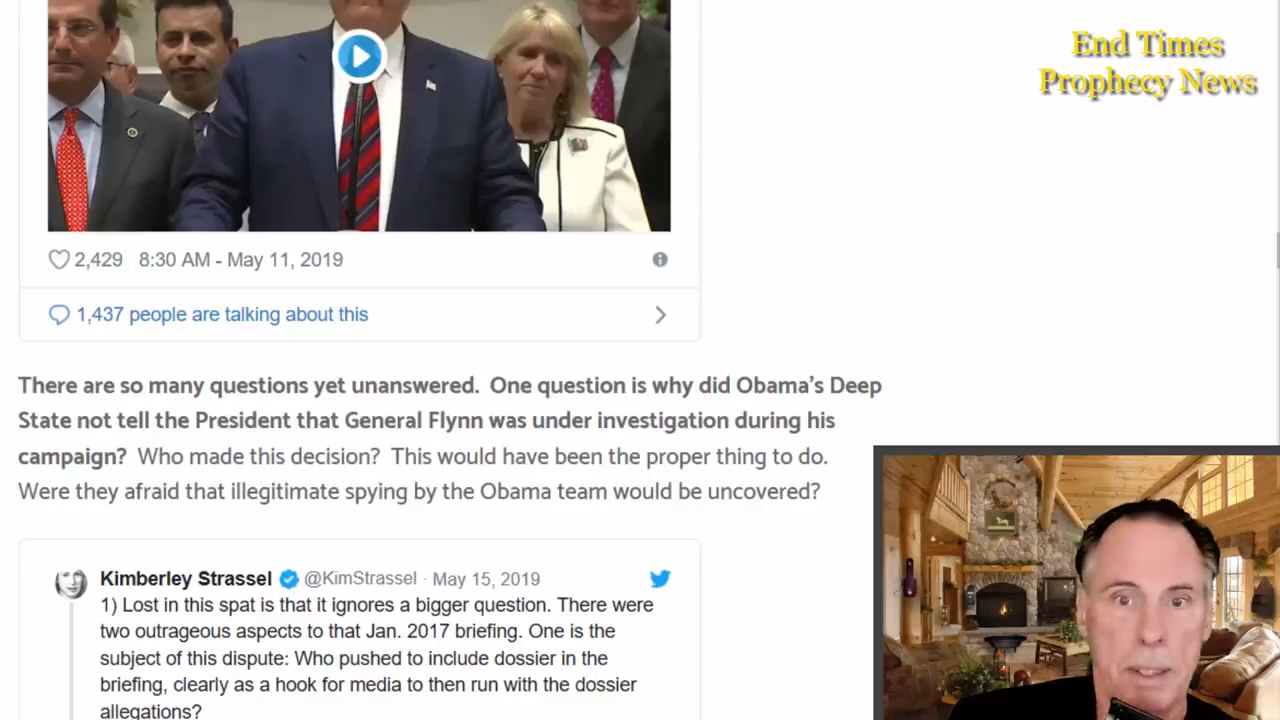 End Times
Prophecy News
2,429 8:30 AM - May 11, 2019
1,437 people are talking about this
There are so many questions yet unanswered. One question is why did Obama's Deep
State not tell the President that General Flynn was under investigation during his
campaign? Who made this decision? This would have been the proper thing to do.
Were they afraid that illegitimate spying by the Obama team would be uncovered?
Kimberley Strassel @KimStrassel · May 15, 2019
1) Lost in this spat is that it ignores a bigger question. There were
two outrageous aspects to that Jan. 2017 briefing. One is the
subject of this dispute: Who pushed to include dossier in the
briefing, clearly as a hook for media to then run with the dossier
allegations?